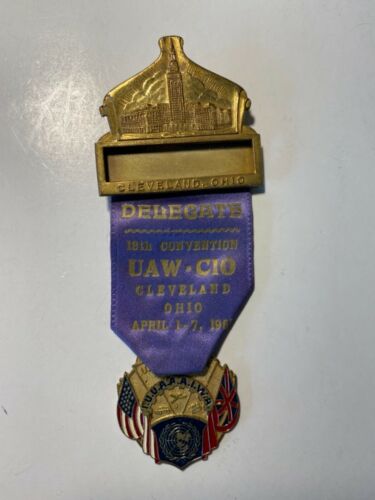 CLEVELAND, OHIO
DELEGATE
CONVENTION
UAW-CIO
CLEVELAND
OHIO
APRIL 1-7,